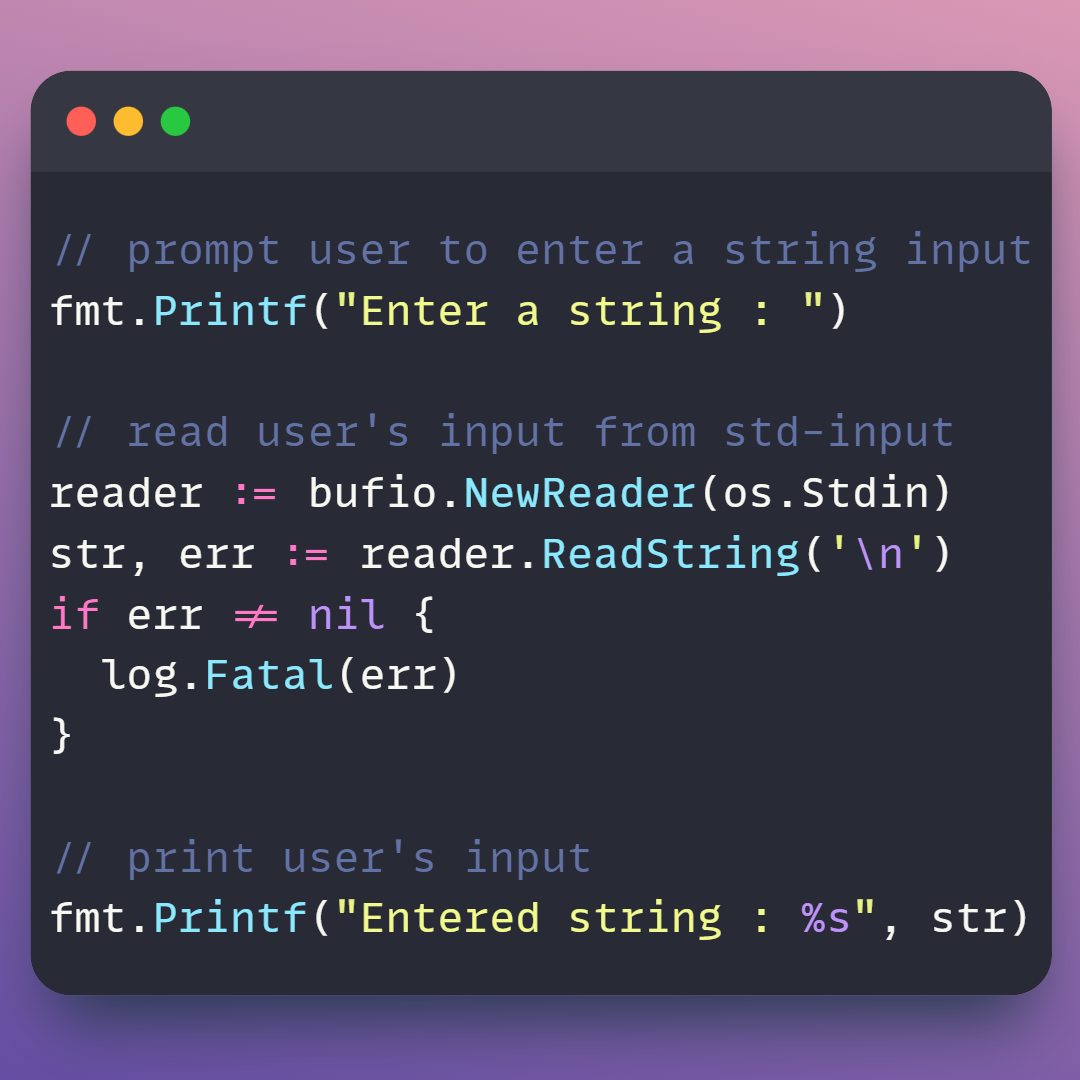 // prompt user to enter a string input
fmt.Printf("Enter a string : ")
// read user's input from std-input
reader := bufio.NewReader(os.Stdin)
str, err := reader.ReadString('\n')
if err != nil {
  log.Fatal(err)
}
// print user's input
fmt.Printf("Entered string : %s", str)